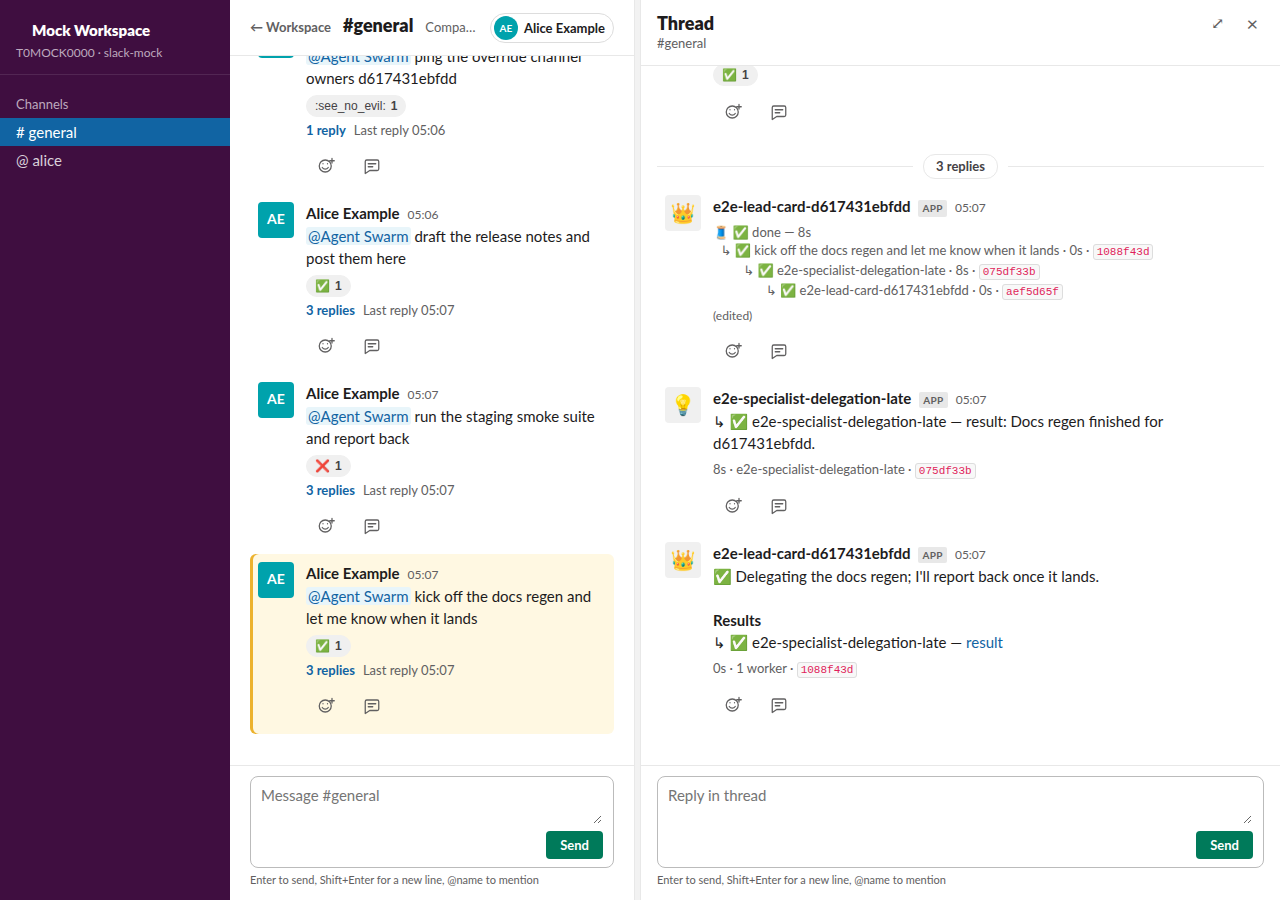 Mock Workspace
T0MOCK0000 · slack-mock
Channels
# general
@ alice
← Workspace #general Compa...
AE Alice Example
@Agent Swarm ping the override channel
owners d617431ebfdd
:see_no_evil: 1
1 reply Last reply 05:06
AE Alice Example 05:06
@Agent Swarm draft the release notes and
post them here
✅ 1
3 replies Last reply 05:07
AE Alice Example 05:07
@Agent Swarm run the staging smoke suite
and report back
❌ 1
3 replies Last reply 05:07
AE Alice Example 05:07
@Agent Swarm kick off the docs regen and
let me know when it lands
✅ 1
3 replies Last reply 05:07
Message #general
Send
Enter to send, Shift+Enter for a new line, @name to mention
Thread
#general
✅ 1
3 replies
e2e-lead-card-d617431ebfdd APP 05:07
🧵 ✅ done — 8s
↳ ✅ kick off the docs regen and let me know when it lands · 0s · 1088f43d
↳ ✅ e2e-specialist-delegation-late · 8s · 075df33b
↳ ✅ e2e-lead-card-d617431ebfdd · 0s · aef5d65f
(edited)
e2e-specialist-delegation-late APP 05:07
↳ ✅ e2e-specialist-delegation-late — result: Docs regen finished for
d617431ebfdd.
8s · e2e-specialist-delegation-late · 075df33b
e2e-lead-card-d617431ebfdd APP 05:07
✅ Delegating the docs regen; I'll report back once it lands.
Results
↳ ✅ e2e-specialist-delegation-late — result
0s · 1 worker · 1088f43d
Reply in thread
Send
Enter to send, Shift+Enter for a new line, @name to mention